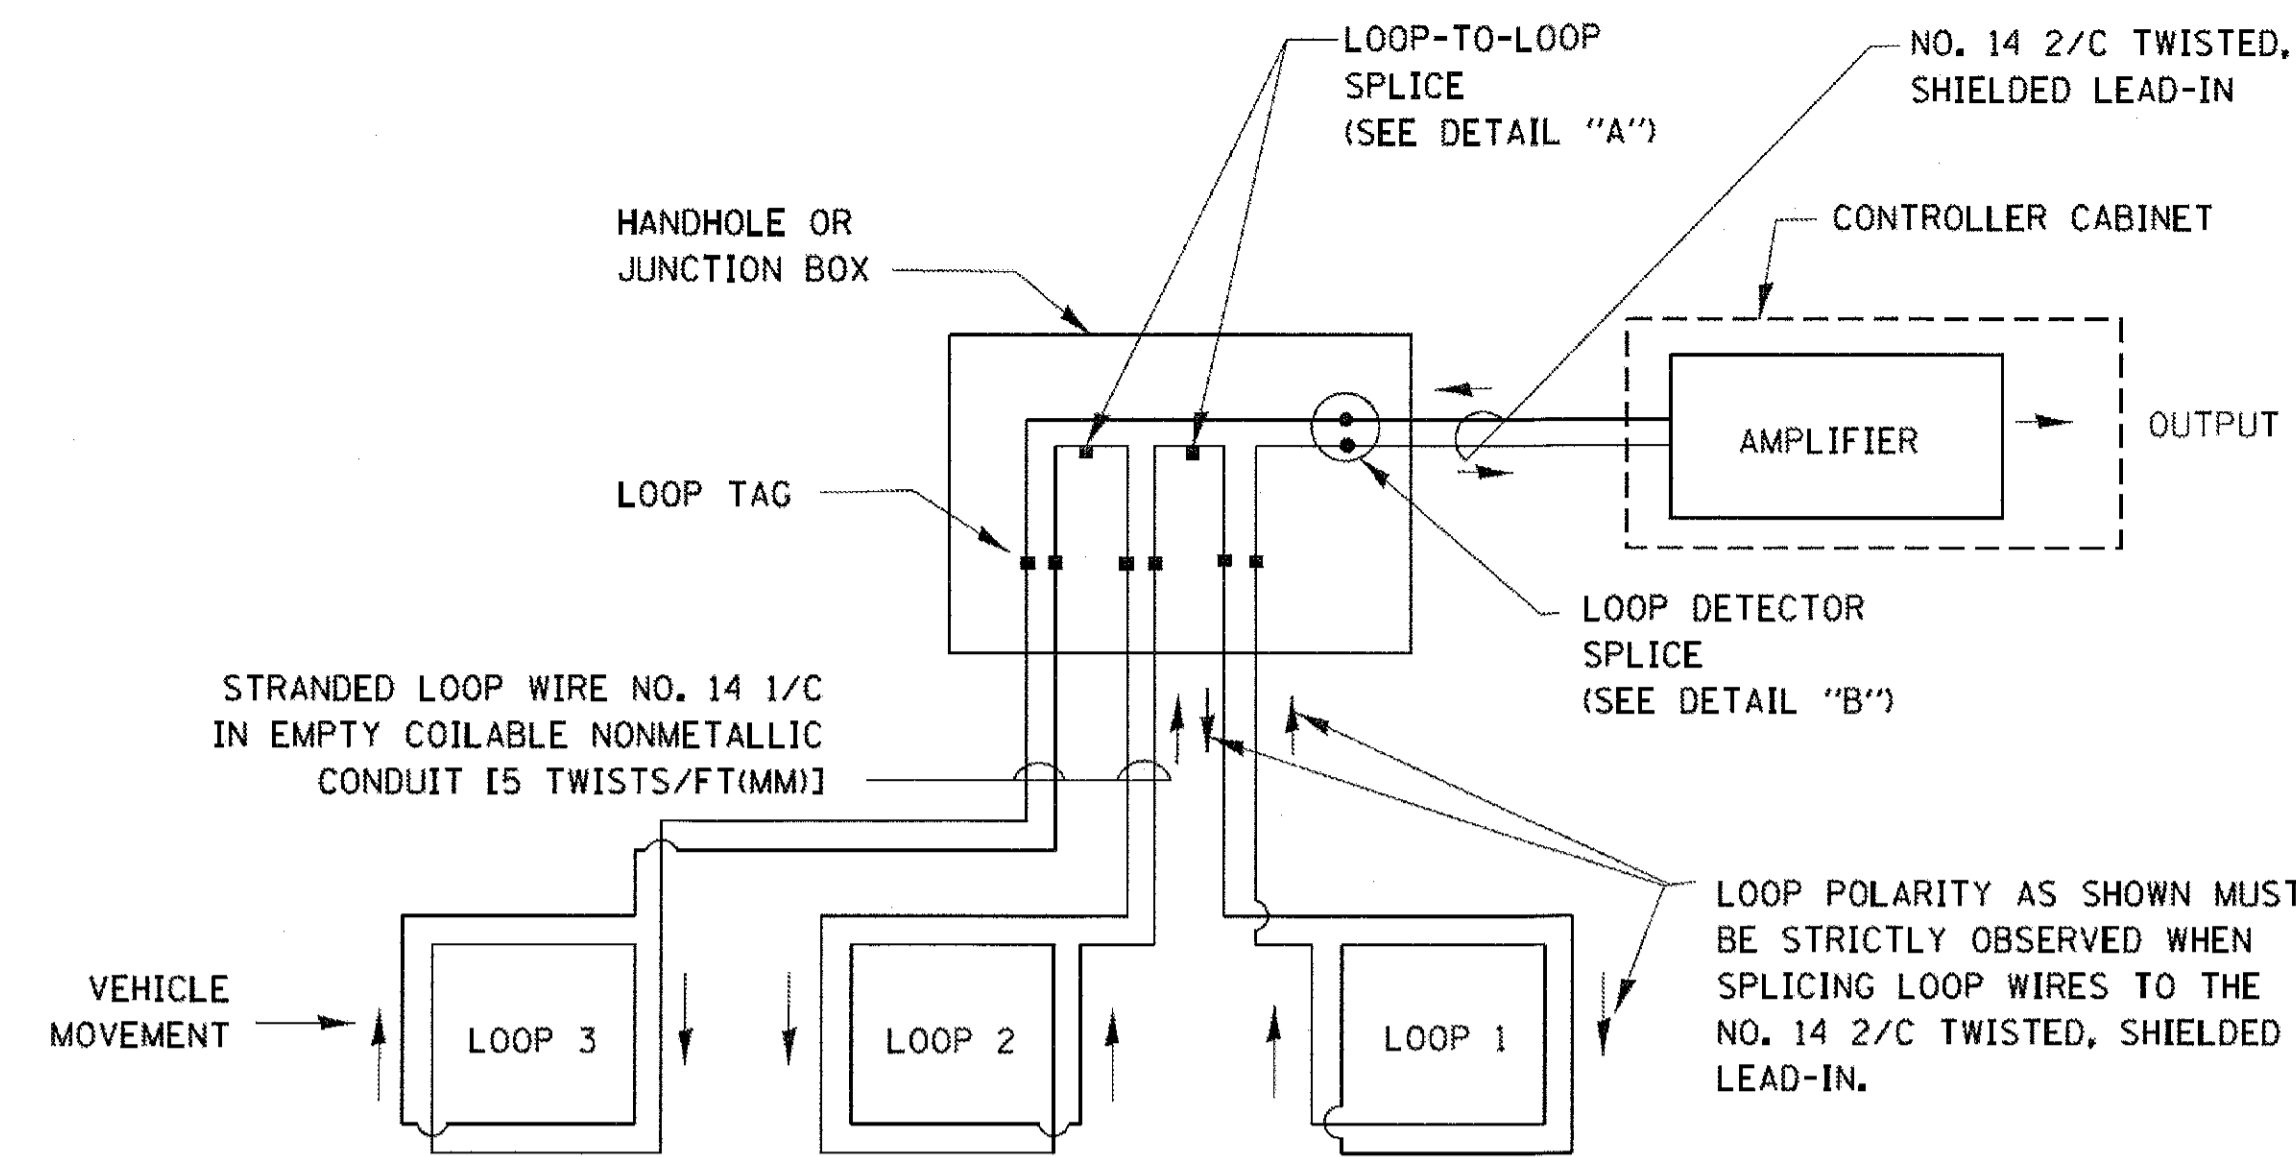 LOOP-TO-LOOP
SPLICE
(SEE DETAIL "A")
NO. 14 2/C TWISTED,
SHIELDED LEAD-IN
HANDHOLE OR
JUNCTION BOX
CONTROLLER CABINET
AMPLIFIER
OUTPUT
LOOP TAG
LOOP DETECTOR
SPLICE
(SEE DETAIL "B")
STRANDED LOOP WIRE NO. 14 1/C
IN EMPTY COILABLE NONMETALLIC
CONDUIT [5 TWISTS/FT(MM)]
LOOP POLARITY AS SHOWN MUST
BE STRICTLY OBSERVED WHEN
SPLICING LOOP WIRES TO THE
NO. 14 2/C TWISTED, SHIELDED
LEAD-IN.
VEHICLE
MOVEMENT
LOOP 3
LOOP 2
LOOP 1